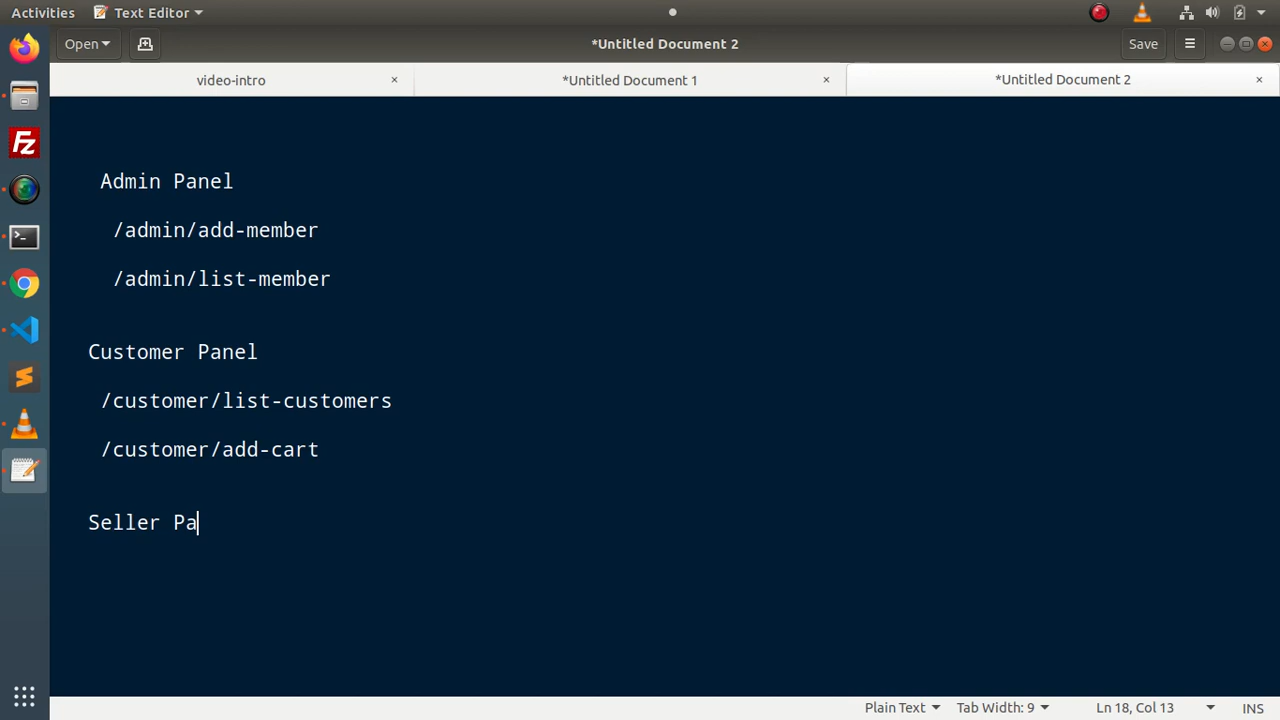 Activities Text Editor
Open *Untitled Document 2 Save
video-intro *Untitled Document 1 *Untitled Document 2
Admin Panel
/admin/add-member
/admin/list-member
Customer Panel
/customer/list-customers
/customer/add-cart
Seller Pa
Plain Text Tab Width: 9 Ln 18, Col 13 INS